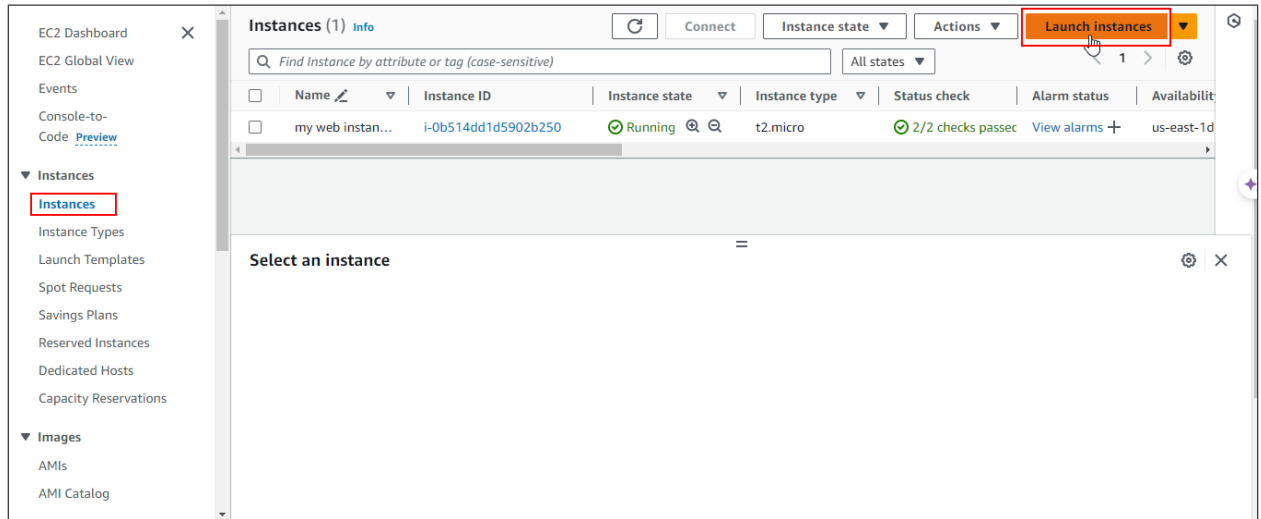 EC2 Dashboard
EC2 Global View
Events
Console-to-
Code Preview
Instances
Instances
Instance Types
Launch Templates
Spot Requests
Savings Plans
Reserved Instances
Dedicated Hosts
Capacity Reservations
Images
AMIs
AMI Catalog
Instances (1) Info
Connect
Instance state
Actions
Launch instances
Find Instance by attribute or tag (case-sensitive)
All states
1
Name Instance ID Instance state Instance type Status check Alarm status Availabilit
my web instan... i-0b514dd1d5902b250 Running t2.micro 2/2 checks passec View alarms + us-east-1d
Select an instance